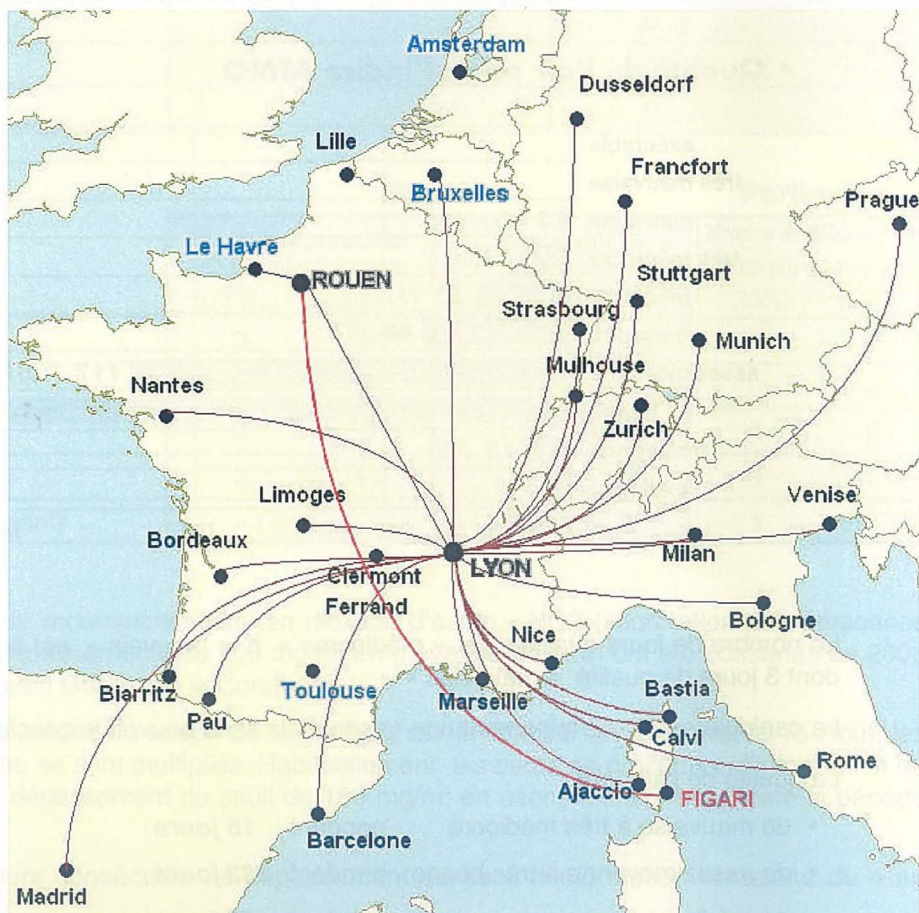 Amsterdam
Dusseldorf
Lille
Francfort
Bruxelles
Prague
Le Havre
ROUEN
Stuttgart
Strasbourg
Munich
Mulhouse
Nantes
Zurich
Limoges
Venise
Bordeaux
Milan
LYON
Clermont
Ferrand
Bologne
Nice
Biarritz
Toulouse
Marseille
Bastia
Pau
Calvi
Rome
Ajaccio
FIGARI
Barcelone
Madrid